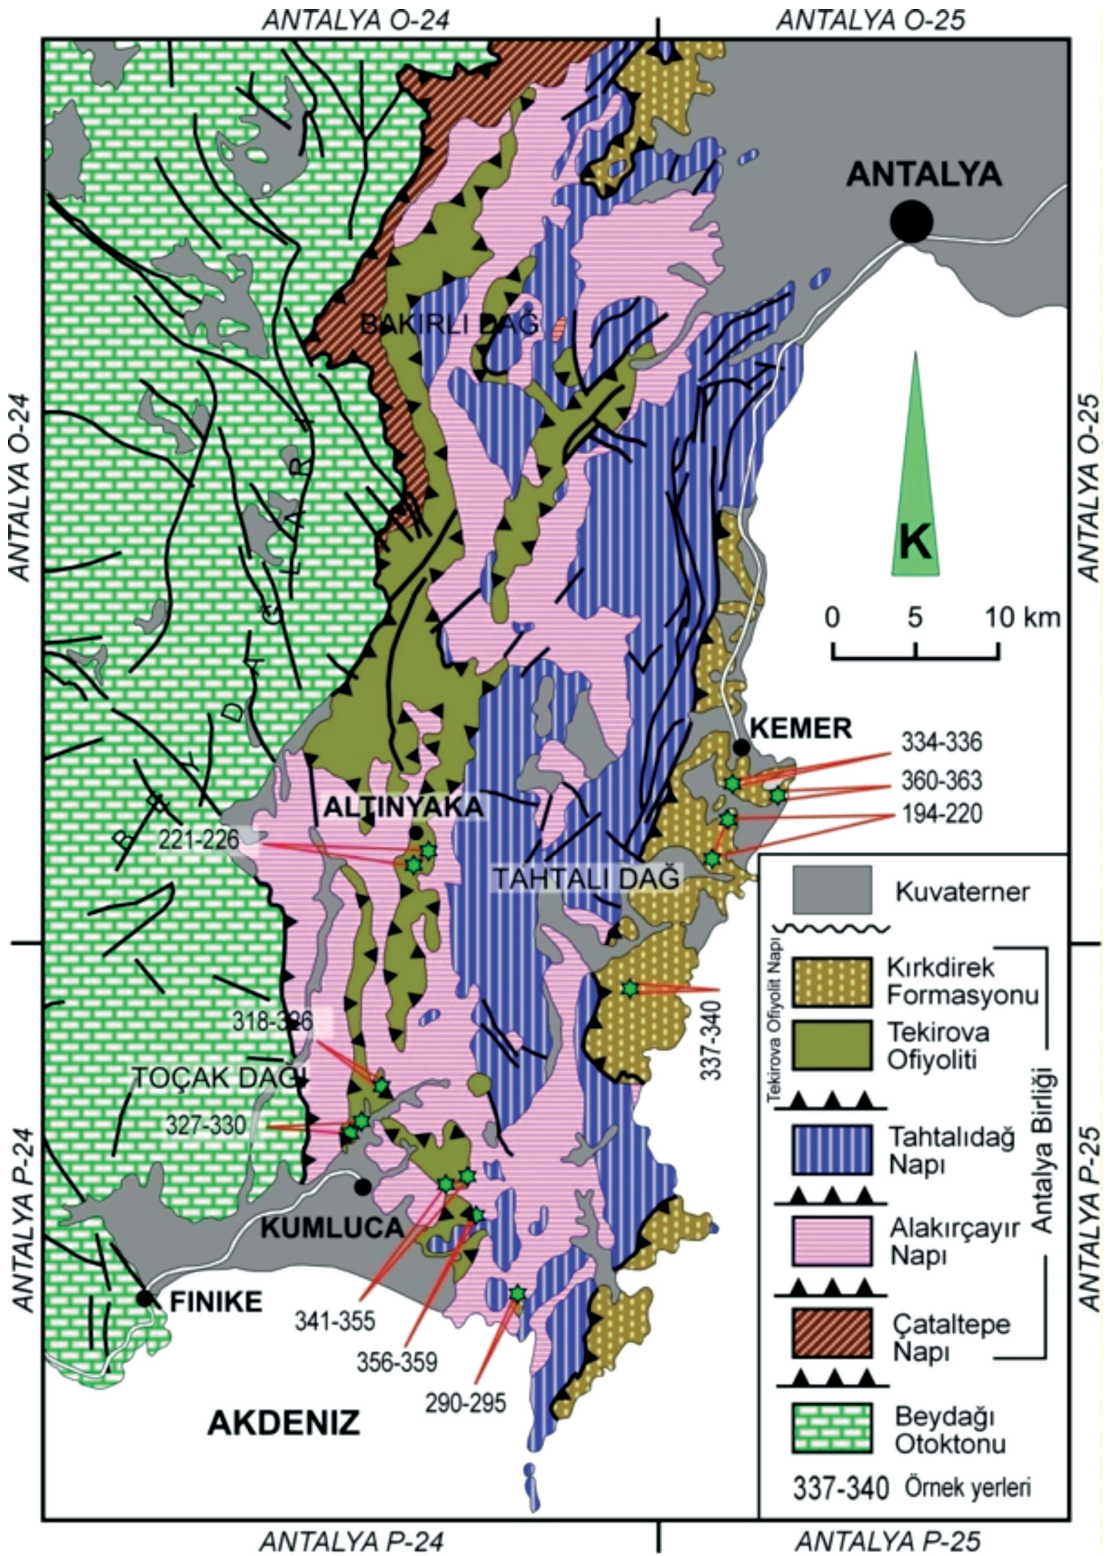 ANTALYA O-24
ANTALYA O-25
ANTALYA
BAKIRLI DAĞ
ANTALYA O-24
ANTALYA O-25
K
0 5 10 km
BEY DAĞLARI
KEMER
334-336
360-363
194-220
ALTINYAKA
221-226
TAHTALI DAĞ
318-326
337-340
TOÇAK DAĞI
327-330
KUMLUCA
FINIKE
341-355
356-359
290-295
AKDENIZ
ANTALYA P-24
ANTALYA P-25
Kuvaterner
Tekirova Ofiyolit Napı
Kırkdirek
Formasyonu
Tekirova
Ofiyoliti
Antalya Birliği
Tahtalıdağ
Napı
Alakırçayır
Napı
Çataltepe
Napı
Beydağı
Otoktonu
337-340 Örnek yerleri
ANTALYA P-24
ANTALYA P-25